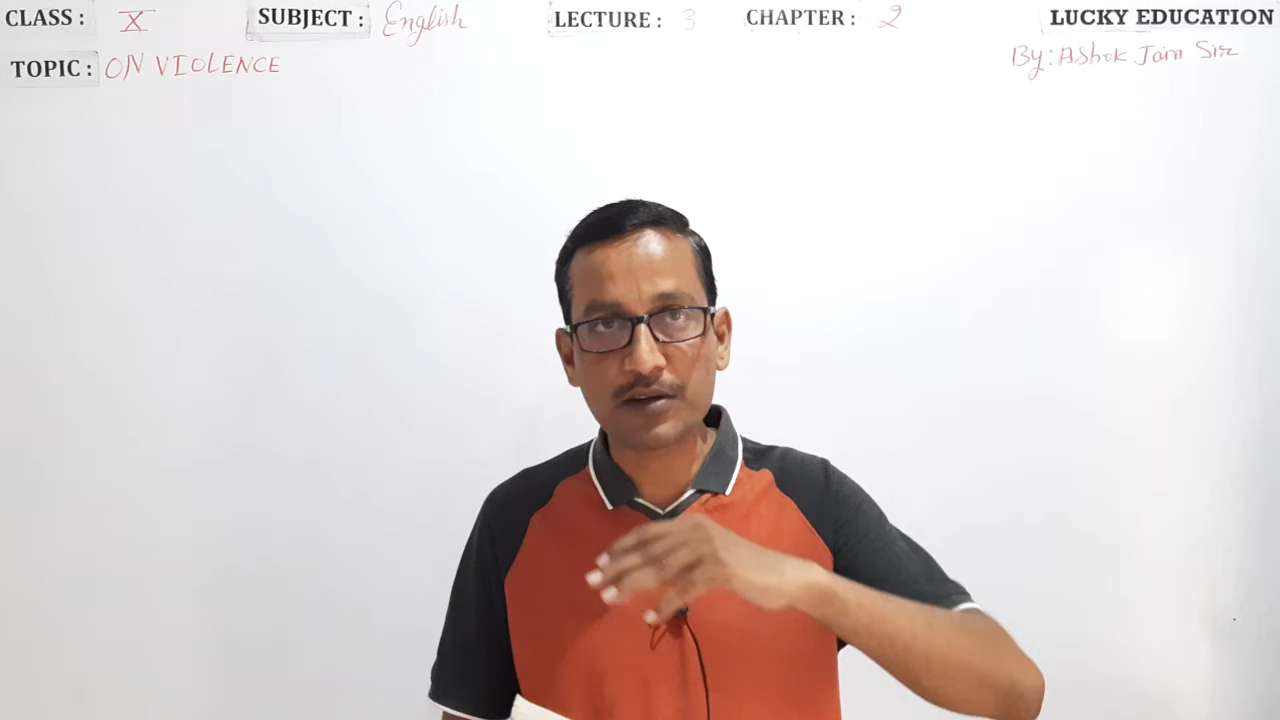 CLASS : X SUBJECT : English LECTURE : 3 CHAPTER : 2 LUCKY EDUCATION
TOPIC : ON VIOLENCE By: Ashok Jain Sir